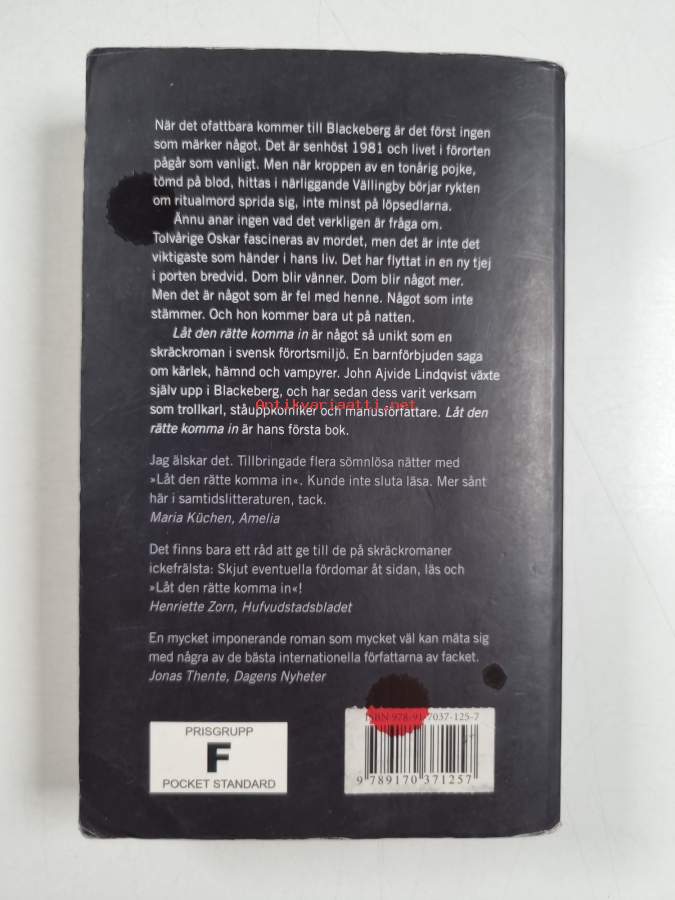 När det ofattbara kommer till Blackeberg är det först ingen
som märker något. Det är senhöst 1981 och livet i förorten
pågår som vanligt. Men när kroppen av en tonårig pojke,
tömd på blod, hittas i närliggande Vällingby börjar rykten
om ritualmord sprida sig, inte minst på löpsedlarna.
Ännu anar ingen vad det verkligen är fråga om.
Tolvårige Oskar fascineras av mordet, men det är inte det
viktigaste som händer i hans liv. Det har flyttat in en ny tjej
i porten bredvid. Dom blir vänner. Dom blir något mer.
Men det är något som är fel med henne. Något som inte
stämmer. Och hon kommer bara ut på natten.
Låt den rätte komma in är något så unikt som en
skräckroman i svensk förortsmiljö. En barnförbjuden saga
om kärlek, hämnd och vampyrer. John Ajvide Lindqvist växte
själv upp i Blackeberg, och har sedan dess varit verksam
som trollkarl, ståuppkomiker och manusförfattare. Låt den
Antikvariaatti.net
rätte komma in är hans första bok.
Jag älskar det. Tillbringade flera sömnlösa nätter med
»Låt den rätte komma in«. Kunde inte sluta läsa. Mer sånt
här i samtidslitteraturen, tack.
Maria Küchen, Amelia
Det finns bara ett råd att ge till de på skräckromaner
ickefrälsta: Skjut eventuella fördomar åt sidan, läs och
»Låt den rätte komma in«!
Henriette Zorn, Hufvudstadsbladet
En mycket imponerande roman som mycket väl kan mäta sig
med några av de bästa internationella författarna av facket.
Jonas Thente, Dagens Nyheter
PRISGRUPP
F
POCKET STANDARD
ISBN 978-91-7037-125-7
9 789170 371257